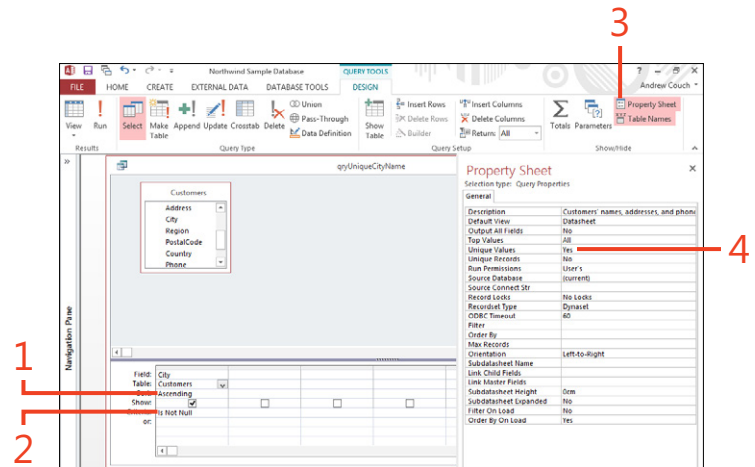 3
Northwind Sample Database
QUERY TOOLS
? – ×
FILE HOME CREATE EXTERNAL DATA DATABASE TOOLS DESIGN
Andrew Couch
View
Run
Select
Make Table
Append
Update
Crosstab
Delete
Union
Pass-Through
Data Definition
Show Table
Insert Rows
Delete Rows
Builder
Insert Columns
Delete Columns
Returns: All
Totals
Parameters
Property Sheet
Table Names
Results
Query Type
Query Setup
Show/Hide
»
qryUniqueCityName
Navigation Pane
Customers
Address
City
Region
PostalCode
Country
Phone
Property Sheet ×
Selection type: Query Properties
General
Description Customers' names, addresses, and phone
Default View Datasheet
Output All Fields No
Top Values All
Unique Values Yes
4
Unique Records No
Run Permissions User's
Source Database (current)
Source Connect Str
Record Locks No Locks
Recordset Type Dynaset
ODBC Timeout 60
Filter
Order By
Max Records
Orientation Left-to-Right
Subdatasheet Name
Link Child Fields
Link Master Fields
Subdatasheet Height 0cm
Subdatasheet Expanded No
Filter On Load No
Order By On Load Yes
1
2
Field: City
Table: Customers
Ascending
Show:
Is Not Null
or: